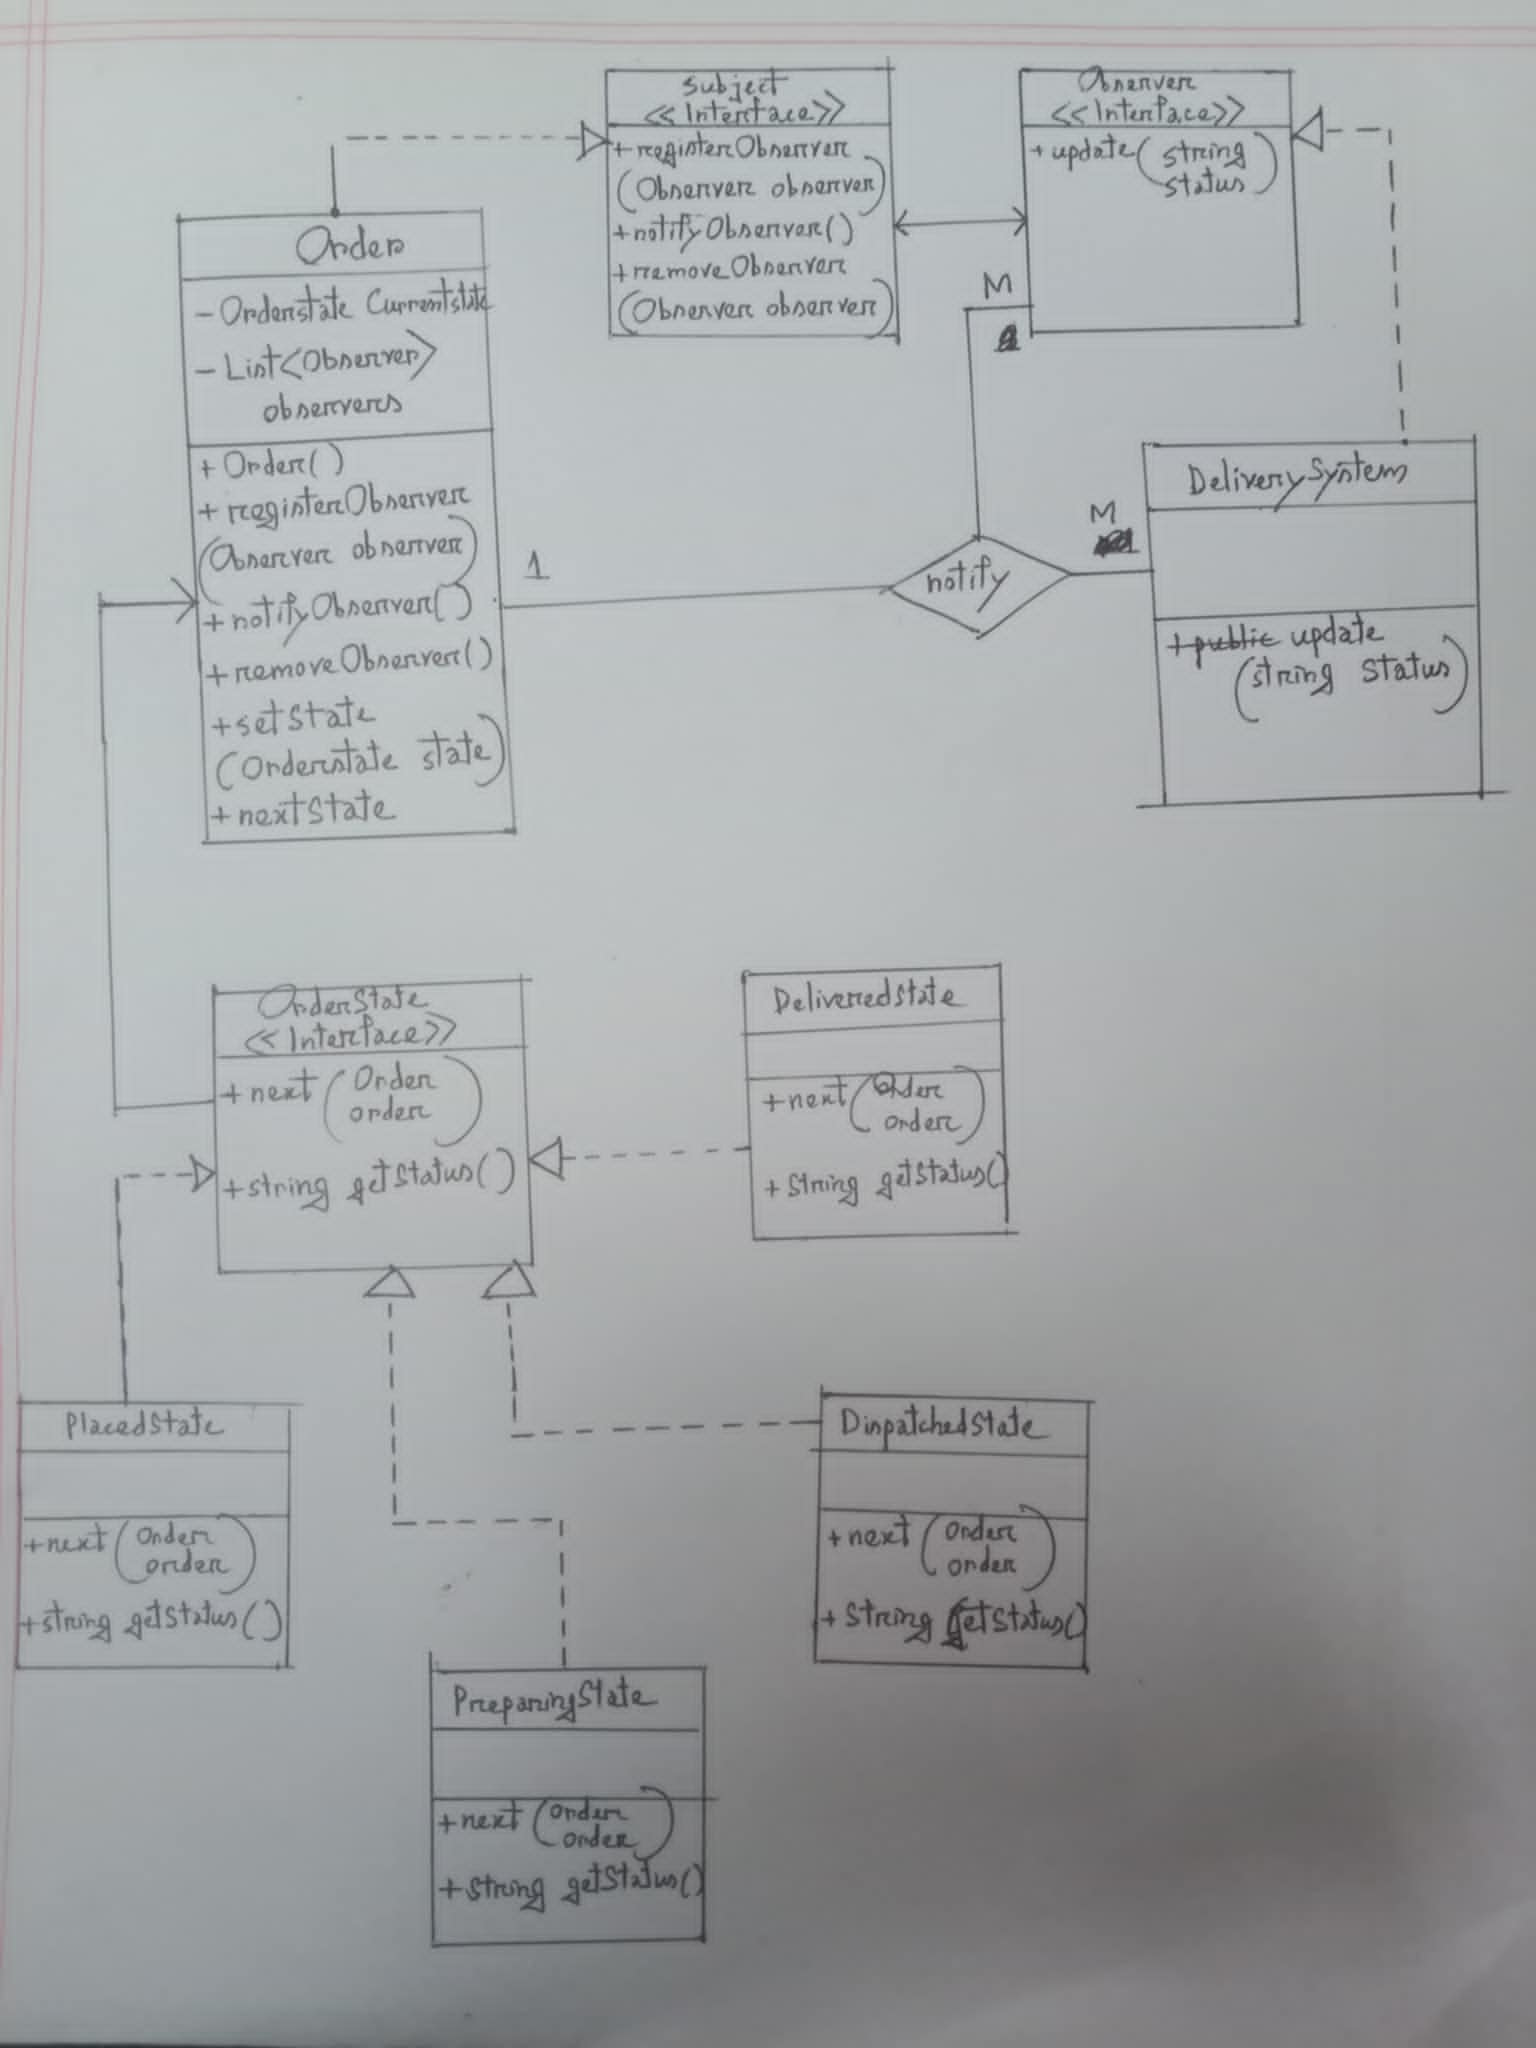 Subject
<<Interface>>
+ registerObserver
(Observer observer)
+ notifyObserver()
+ removeObserver
(Observer observer)
Observer
<<Interface>>
+ update(string
status)
Order
- Orderstate Currentstate
- List<Observer>
observers
+ Order()
+ registerObserver
(Observer observer)
+ notifyObserver()
+ removeObserver()
+ setState
(Orderstate state)
+ nextState
1
notify
M
M
DeliverySystem
+ public update
(string status)
OrderState
<<Interface>>
+ next (Order
order)
+ string getStatus()
DeliveredState
+ next (Order
order)
+ String getStatus()
PlacedState
+ next (Order
order)
+ string getStatus()
DispatchedState
+ next (Order
order)
+ String getStatus()
PreparingState
+ next (Order
order)
+ string getStatus()